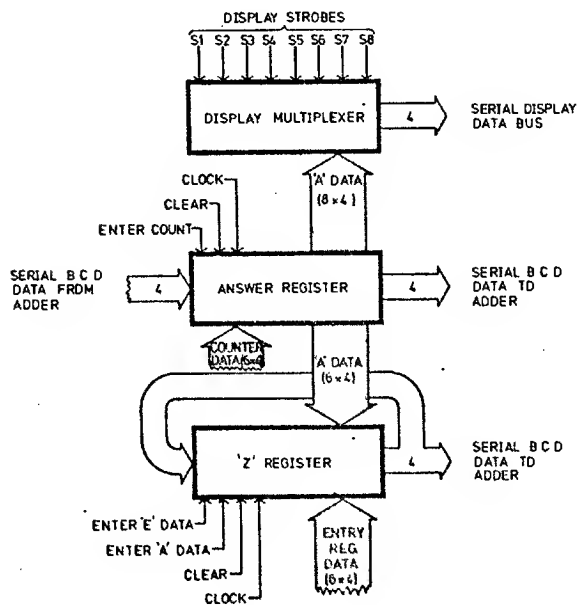 DISPLAY STROBES
S1 S2 S3 S4 S5 S6 S7 S8
DISPLAY MULTIPLEXER
4
SERIAL DISPLAY
DATA BUS
'A' DATA
(8×4)
CLOCK
CLEAR
ENTER COUNT
SERIAL B C D
DATA FROM
ADDER
4
ANSWER REGISTER
4
SERIAL B C D
DATA TO
ADDER
COUNTER
DATA(6×4)
'A' DATA
(6×4)
'Z' REGISTER
4
SERIAL B C D
DATA TO
ADDER
ENTER 'E' DATA
ENTER 'A' DATA
CLEAR
CLOCK
ENTRY
REG
DATA
(6×4)